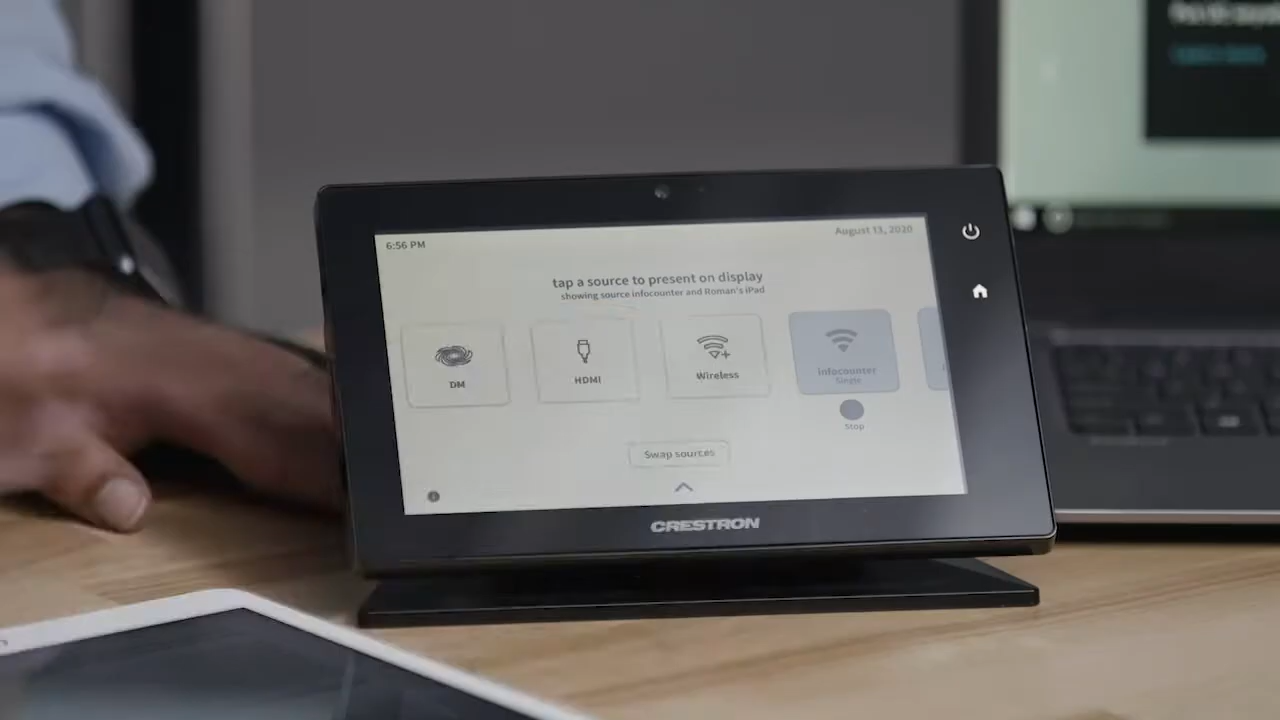 6:56 PM
August 13, 2020
tap a source to present on display
showing source infocounter and Roman's iPad
DM
HDMI
Wireless
infocounter
Single
Stop
Swap sources
CRESTRON